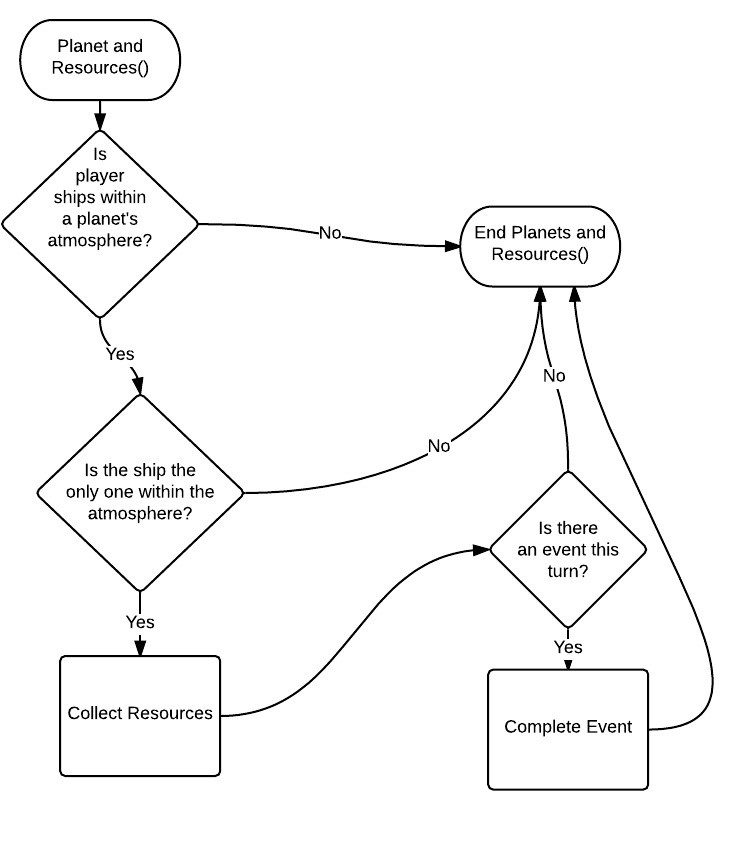 Planet and
Resources()
Is
player
ships within
a planet's
atmosphere?
No
End Planets and
Resources()
Yes
No
No
Is the ship the
only one within the
atmosphere?
Is there
an event this
turn?
Yes
Yes
Collect Resources
Complete Event